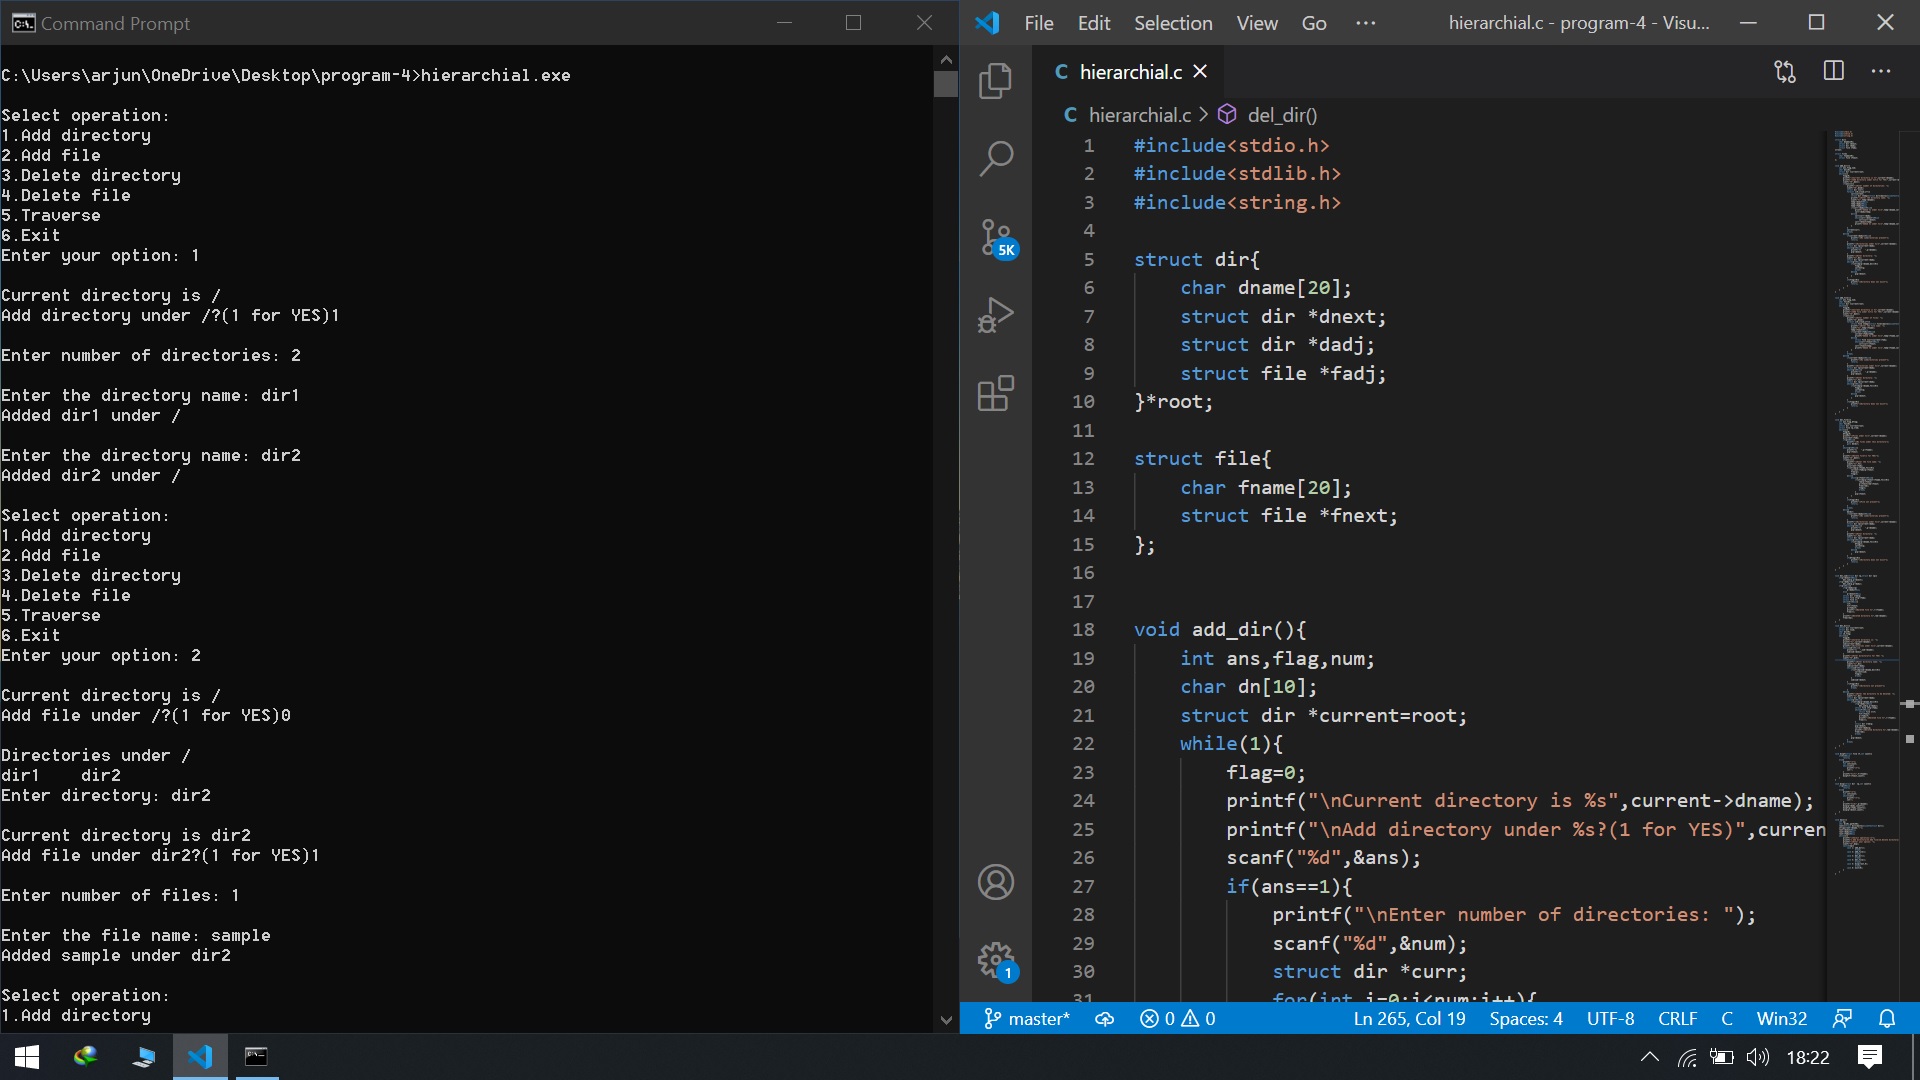 Command Prompt
C:\Users\arjun\OneDrive\Desktop\program-4>hierarchial.exe
Select operation:
1.Add directory
2.Add file
3.Delete directory
4.Delete file
5.Traverse
6.Exit
Enter your option: 1
Current directory is /
Add directory under /?(1 for YES)1
Enter number of directories: 2
Enter the directory name: dir1
Added dir1 under /
Enter the directory name: dir2
Added dir2 under /
Select operation:
1.Add directory
2.Add file
3.Delete directory
4.Delete file
5.Traverse
6.Exit
Enter your option: 2
Current directory is /
Add file under /?(1 for YES)0
Directories under /
dir1    dir2
Enter directory: dir2
Current directory is dir2
Add file under dir2?(1 for YES)1
Enter number of files: 1
Enter the file name: sample
Added sample under dir2
Select operation:
1.Add directory
File Edit Selection View Go ··· hierarchial.c - program-4 - Visu...
C hierarchial.c
C hierarchial.c > del_dir()
1 #include<stdio.h>
2 #include<stdlib.h>
3 #include<string.h>
4
5 struct dir{
6 char dname[20];
7 struct dir *dnext;
8 struct dir *dadj;
9 struct file *fadj;
10 }*root;
11
12 struct file{
13 char fname[20];
14 struct file *fnext;
15 };
16
17
18 void add_dir(){
19 int ans,flag,num;
20 char dn[10];
21 struct dir *current=root;
22 while(1){
23 flag=0;
24 printf("\nCurrent directory is %s",current->dname);
25 printf("\nAdd directory under %s?(1 for YES)",curren
26 scanf("%d",&ans);
27 if(ans==1){
28 printf("\nEnter number of directories: ");
29 scanf("%d",&num);
30 struct dir *curr;
31 for(int i=0;i<num;i++){
5K
1
master* 0 0 Ln 265, Col 19 Spaces: 4 UTF-8 CRLF C Win32
18:22